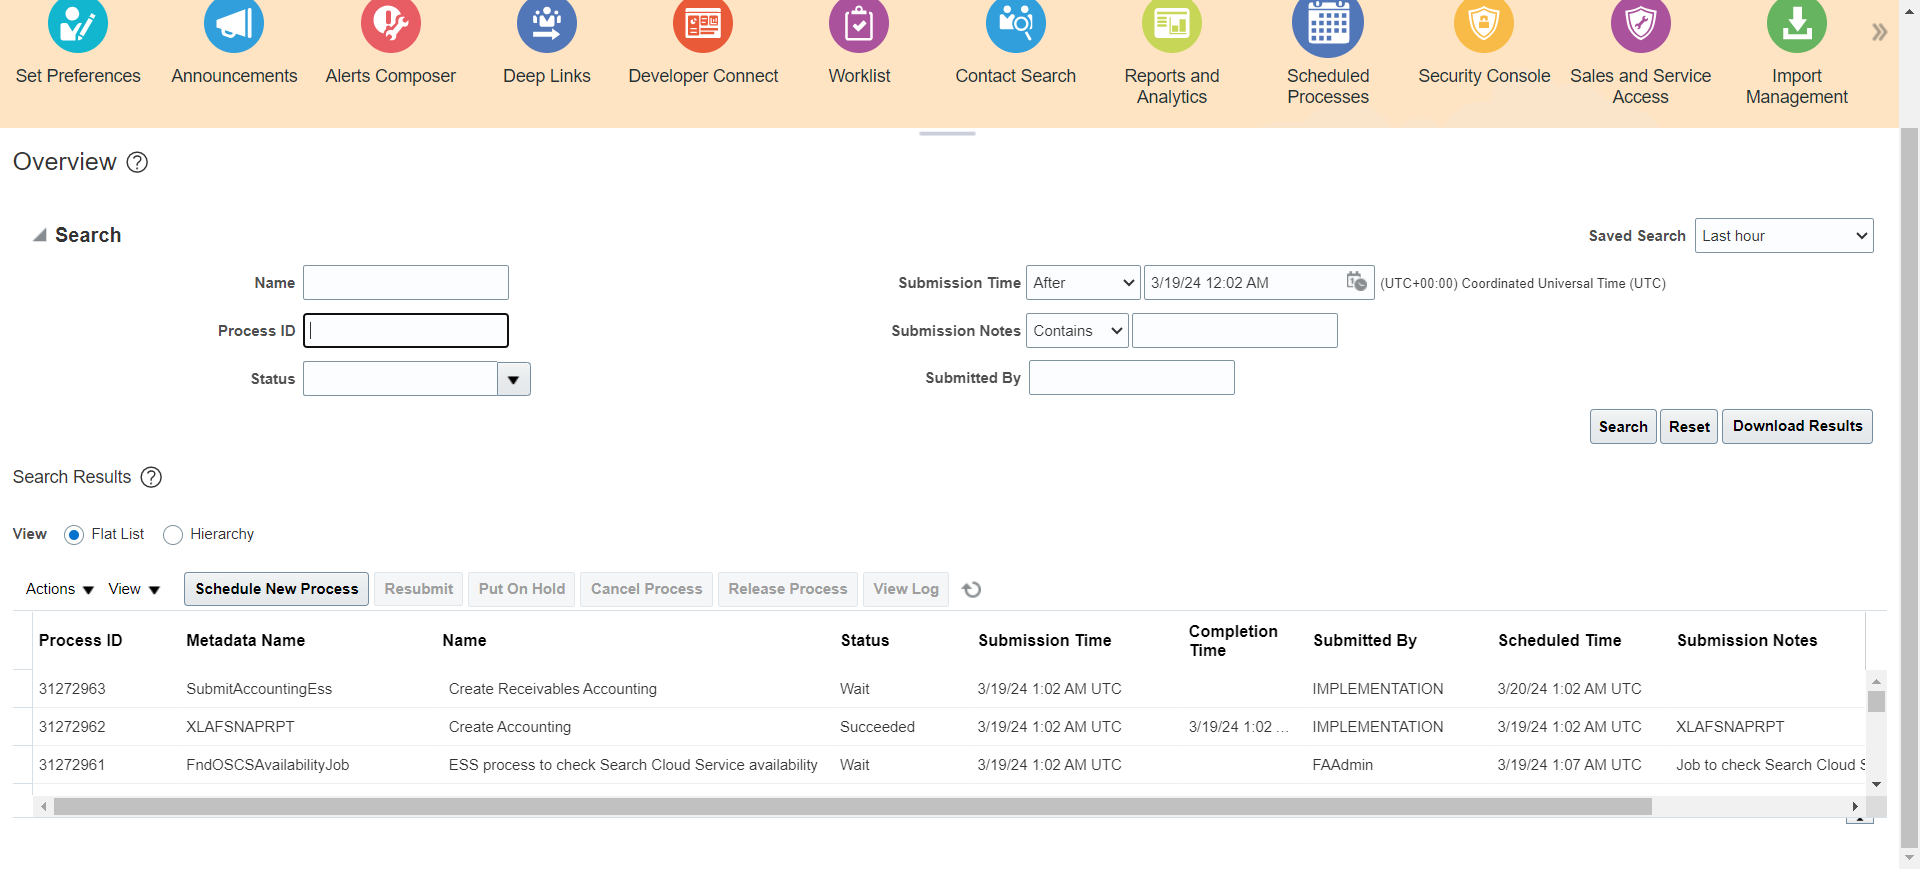 Set Preferences
Announcements
Alerts Composer
Deep Links
Developer Connect
Worklist
Contact Search
Reports and
Analytics
Scheduled
Processes
Security Console
Sales and Service
Access
Import
Management
Overview
Search
Saved Search Last hour
Name
Submission Time After 3/19/24 12:02 AM (UTC+00:00) Coordinated Universal Time (UTC)
Process ID
Submission Notes Contains
Status
Submitted By
Search Reset Download Results
Search Results
View Flat List Hierarchy
Actions View Schedule New Process Resubmit Put On Hold Cancel Process Release Process View Log
Process ID Metadata Name Name Status Submission Time Completion Time Submitted By Scheduled Time Submission Notes
31272963 SubmitAccountingEss Create Receivables Accounting Wait 3/19/24 1:02 AM UTC IMPLEMENTATION 3/20/24 1:02 AM UTC
31272962 XLAFSNAPRPT Create Accounting Succeeded 3/19/24 1:02 AM UTC 3/19/24 1:02 ... IMPLEMENTATION 3/19/24 1:02 AM UTC XLAFSNAPRPT
31272961 FndOSCSAvailabilityJob ESS process to check Search Cloud Service availability Wait 3/19/24 1:02 AM UTC FAAdmin 3/19/24 1:07 AM UTC Job to check Search Cloud S